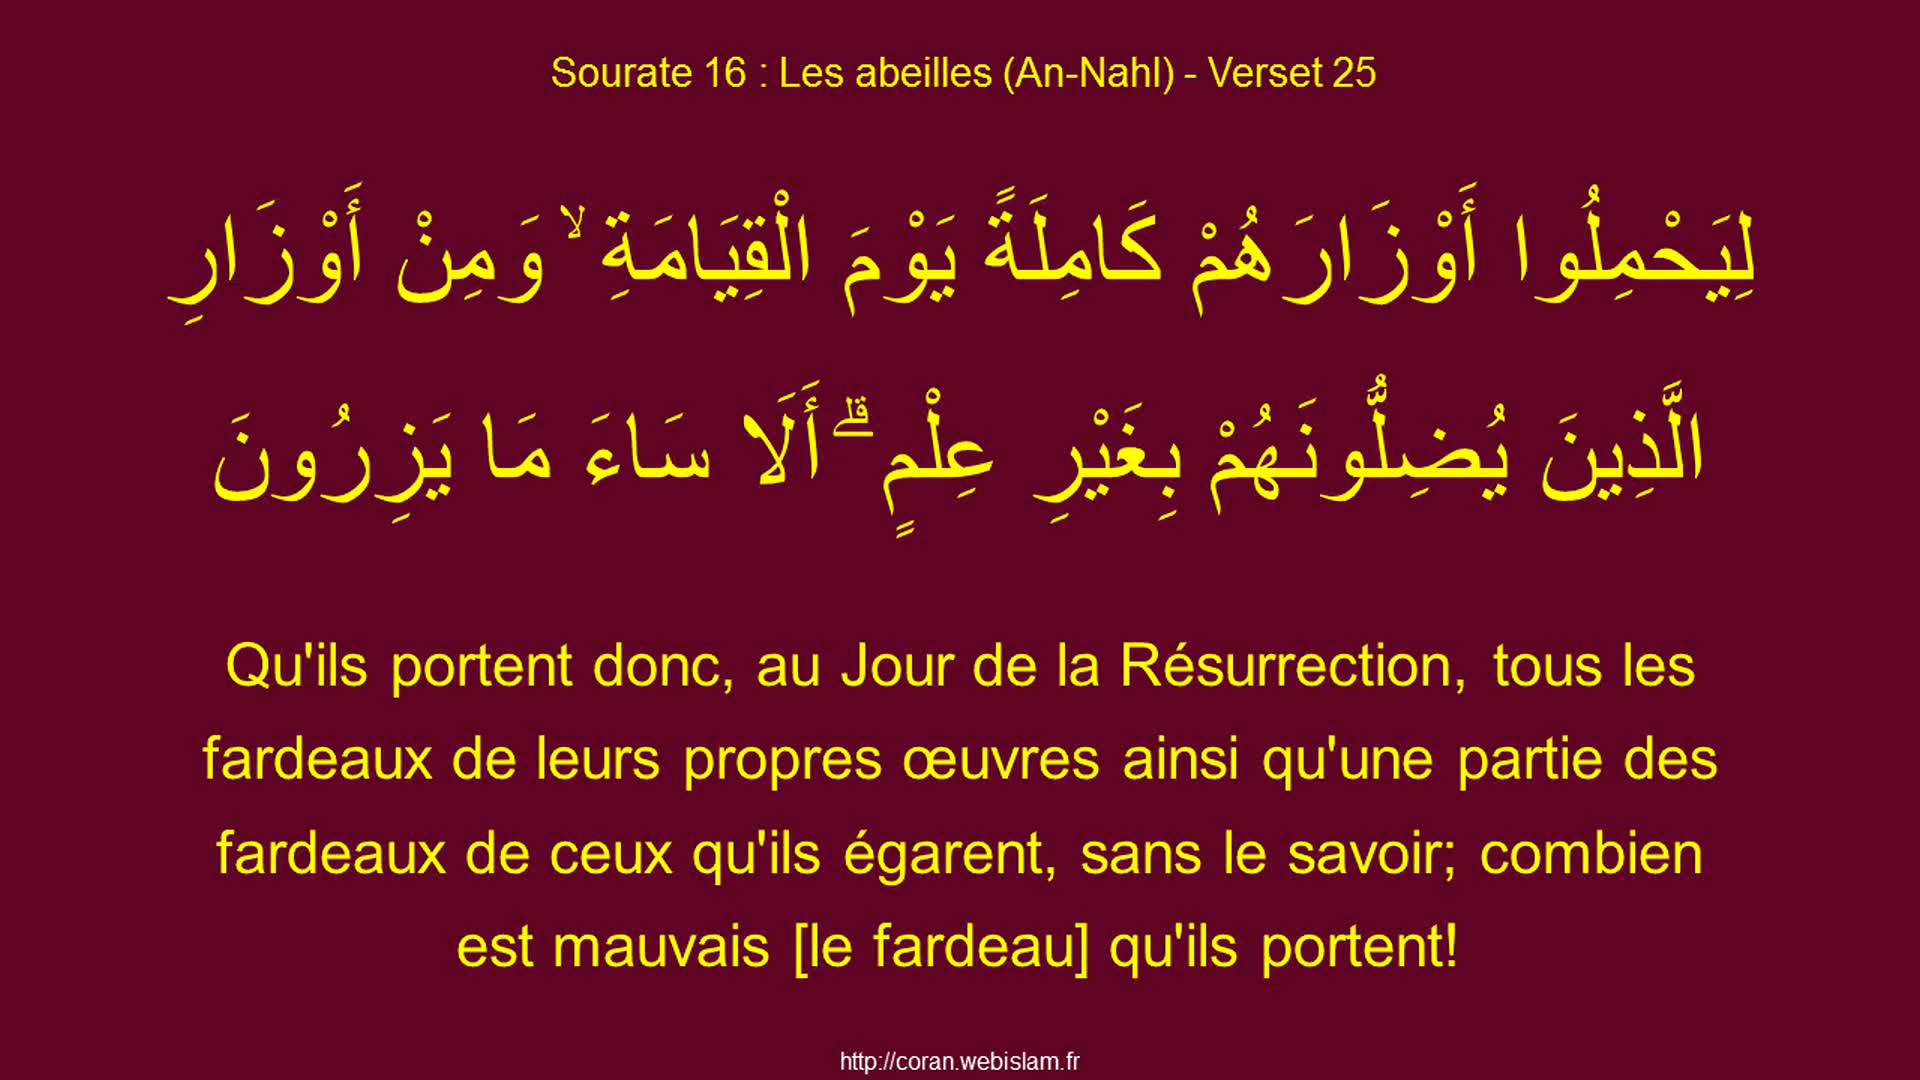 Sourate 16 : Les abeilles (An-Nahl) - Verset 25
لِيَحْمِلُوا أَوْزَارَهُمْ كَامِلَةً يَوْمَ الْقِيَامَةِ ۙ وَمِنْ أَوْزَارِ
الَّذِينَ يُضِلُّونَهُمْ بِغَيْرِ عِلْمٍ ۗ أَلَا سَاءَ مَا يَزِرُونَ
Qu'ils portent donc, au Jour de la Résurrection, tous les
fardeaux de leurs propres œuvres ainsi qu'une partie des
fardeaux de ceux qu'ils égarent, sans le savoir; combien
est mauvais [le fardeau] qu'ils portent!
http://coran.webislam.fr